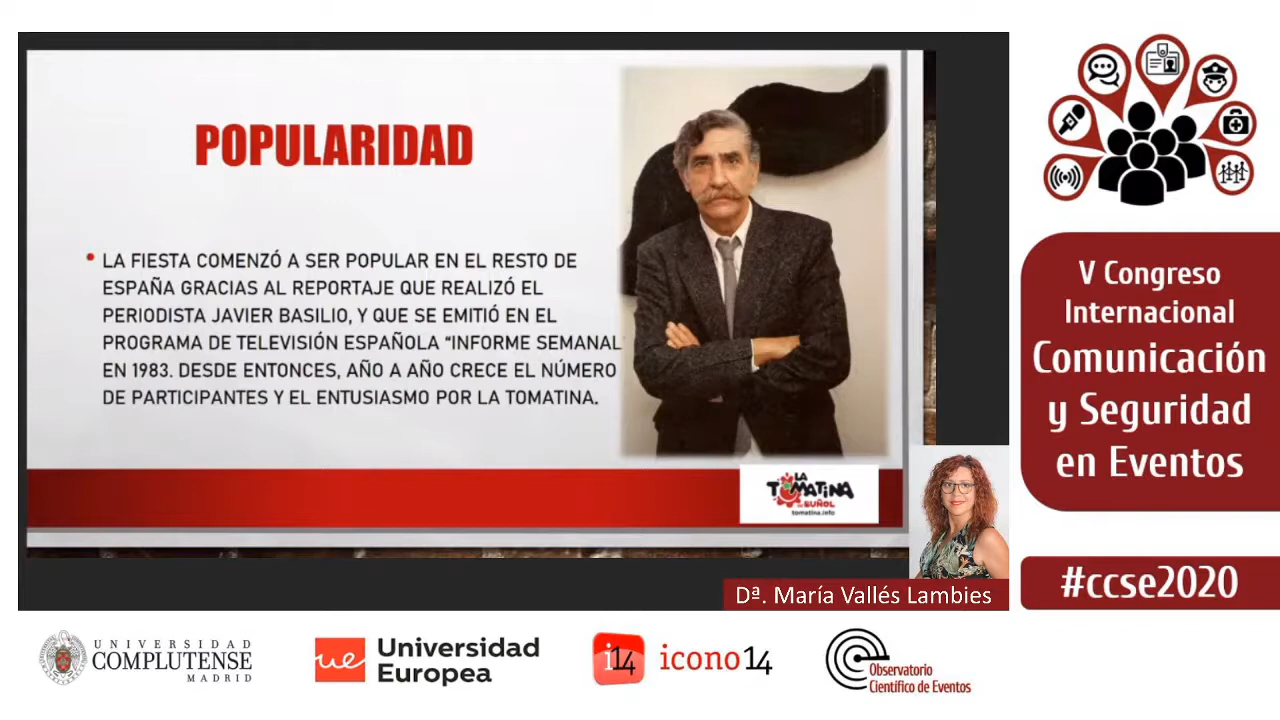 POPULARIDAD
• LA FIESTA COMENZÓ A SER POPULAR EN EL RESTO DE
ESPAÑA GRACIAS AL REPORTAJE QUE REALIZÓ EL
PERIODISTA JAVIER BASILIO, Y QUE SE EMITIÓ EN EL
PROGRAMA DE TELEVISIÓN ESPAÑOLA “INFORME SEMANAL
EN 1983. DESDE ENTONCES, AÑO A AÑO CRECE EL NÚMERO
DE PARTICIPANTES Y EL ENTUSIASMO POR LA TOMATINA.
LA
TOMATINA
BUÑOL
tomatina.info
Dª. María Vallés Lambies
V Congreso
Internacional
Comunicación
y Seguridad
en Eventos
#ccse2020
UNIVERSIDAD
COMPLUTENSE
MADRID
ue
Universidad
Europea
i14
icono14
Observatorio
Científico de Eventos